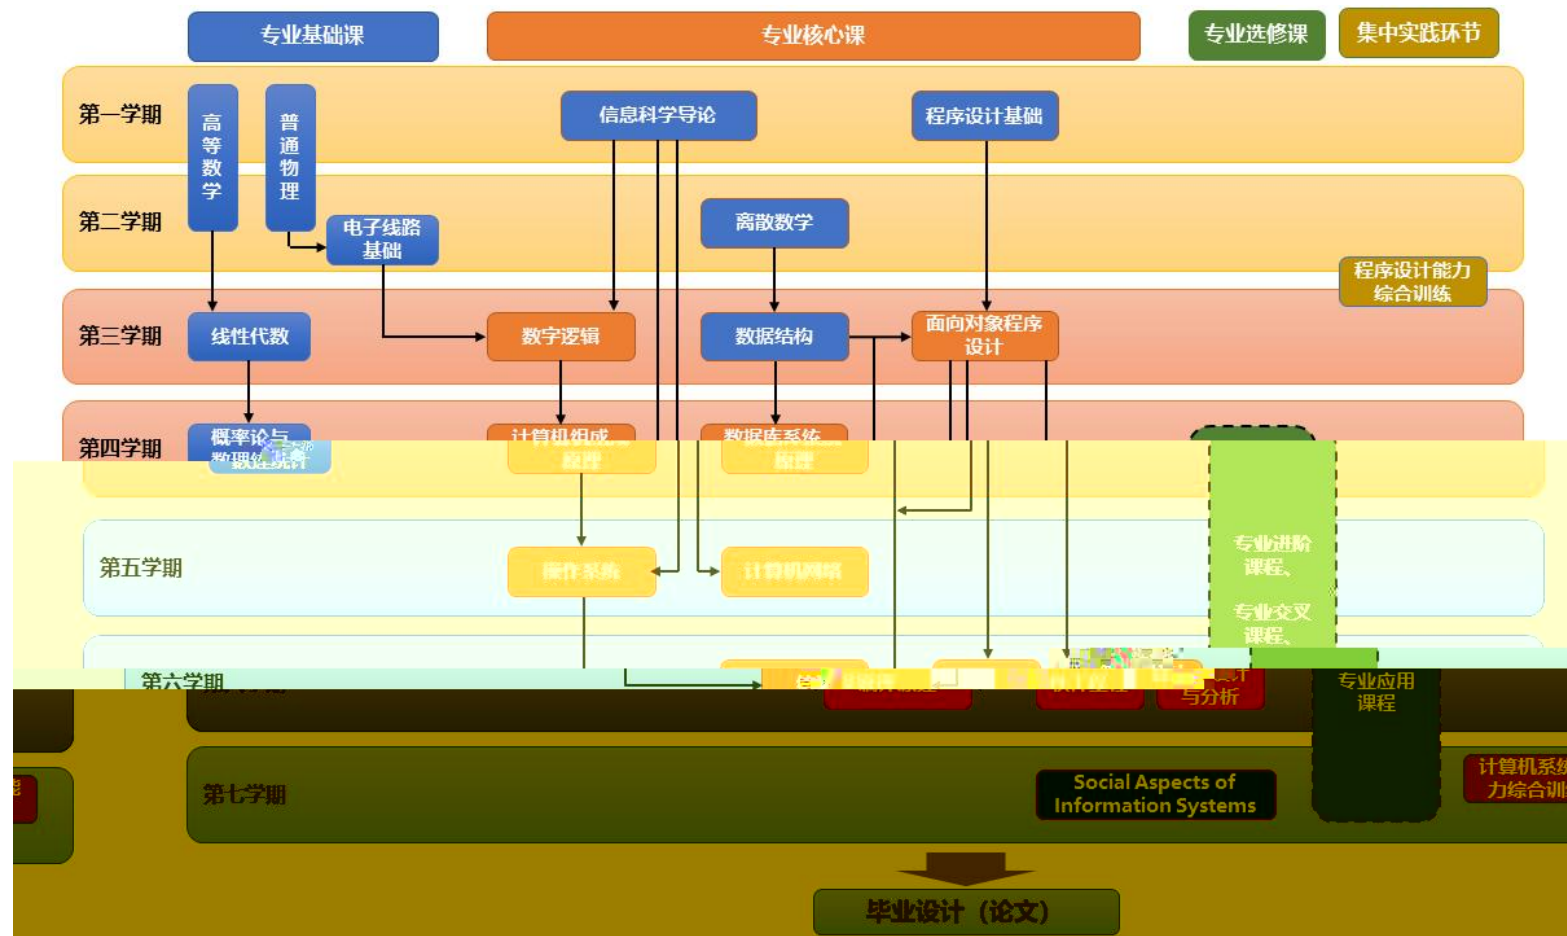 专业基础课
专业核心课
专业选修课
集中实践环节
第一学期
高等数学
普通物理
信息科学导论
程序设计基础
第二学期
电子线路
基础
离散数学
程序设计能力
综合训练
第三学期
线性代数
数字逻辑
数据结构
面向对象程序
设计
第四学期
概率论与
数理统计
计算机组成
原理
数据库系统
原理
第五学期
操作系统
计算机网络
专业进阶
课程、
专业交叉
课程、
第六学期
与分析
专业应用
课程
第七学期
Social Aspects of
Information Systems
计算机系统
力综合训
毕业设计（论文）